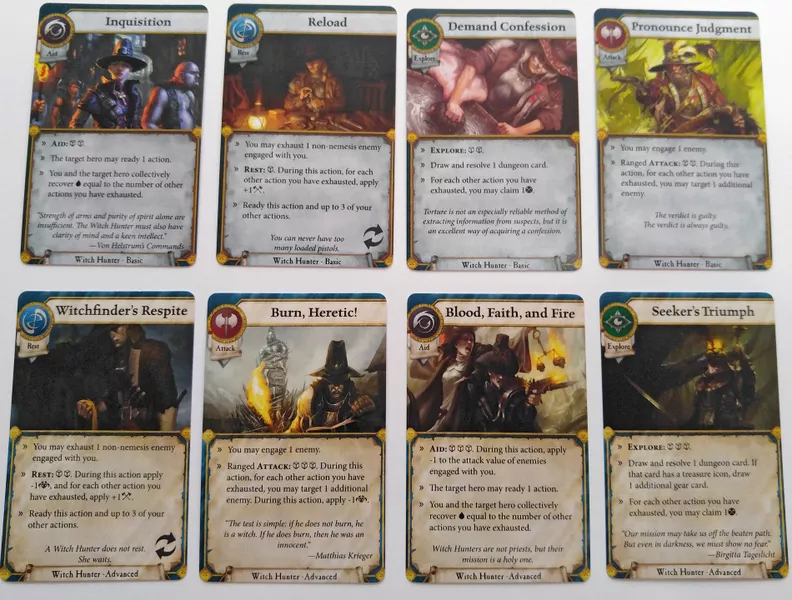 Inquisition
Aid
» AID: .
» The target hero may ready 1 action.
» You and the target hero collectively
recover equal to the number of other
actions you have exhausted.
"Strength of arms and purity of spirit alone are
insufficient. The Witch Hunter must also have
clarity of mind and a keen intellect."
—Von Helstrum's Commands
Witch Hunter · Basic
Reload
Rest
» You may exhaust 1 non-nemesis enemy
engaged with you.
» REST: . During this action, for each
other action you have exhausted, apply
+1 .
» Ready this action and up to 3 of your
other actions.
You can never have too
many loaded pistols.
Witch Hunter · Basic
Demand Confession
Explore
» EXPLORE: .
» Draw and resolve 1 dungeon card.
» For each other action you have
exhausted, you may claim 1 .
Torture is not an especially reliable method of
extracting information from suspects, but it is
an excellent way of acquiring a confession.
Witch Hunter · Basic
Pronounce Judgment
Attack
» You may engage 1 enemy.
» Ranged ATTACK: . During this
action, for each other action you have
exhausted, you may target 1 additional
enemy.
The verdict is guilty.
The verdict is always guilty.
Witch Hunter · Basic
Witchfinder's Respite
Rest
» You may exhaust 1 non-nemesis enemy
engaged with you.
» REST: . During this action apply
-1 , and for each other action you
have exhausted, apply +1 .
» Ready this action and up to 3 of your
other actions.
A Witch Hunter does not rest.
She waits.
Witch Hunter · Advanced
Burn, Heretic!
Attack
» You may engage 1 enemy.
» Ranged ATTACK: . During this action,
for each other action you have
exhausted, you may target 1 additional
enemy. During this action, apply -1 .
"The test is simple: if he does not burn, he
is a witch. If he does burn, then he was an
innocent."
—Matthias Krieger
Witch Hunter · Advanced
Blood, Faith, and Fire
Aid
» AID: . During this action, apply
-1 to the attack value of enemies
engaged with you.
» The target hero may ready 1 action.
» You and the target hero collectively
recover equal to the number of other
actions you have exhausted.
Witch Hunters are not priests, but their
mission is a holy one.
Witch Hunter · Advanced
Seeker's Triumph
Explore
» EXPLORE: .
» Draw and resolve 1 dungeon card. If
that card has a treasure icon, draw
1 additional gear card.
» For each other action you have
exhausted, you may claim 1 .
"Our mission may take us off the beaten path.
But even in darkness, we must show no fear."
—Birgitta Tageslicht
Witch Hunter · Advanced